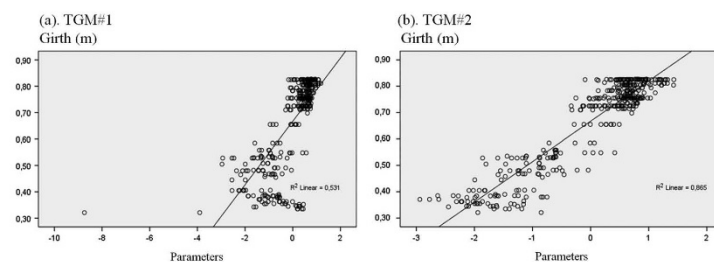 (a). TGM#1
Girth (m)
0,90
0,80
0,70
0,60
0,50
0,40
0,30
R² Linear = 0,531
-10 -8 -6 -4 -2 0 2
Parameters
(b). TGM#2
Girth (m)
0,90
0,80
0,70
0,60
0,50
0,40
0,30
R² Linear = 0,865
-3 -2 -1 0 1 2
Parameters